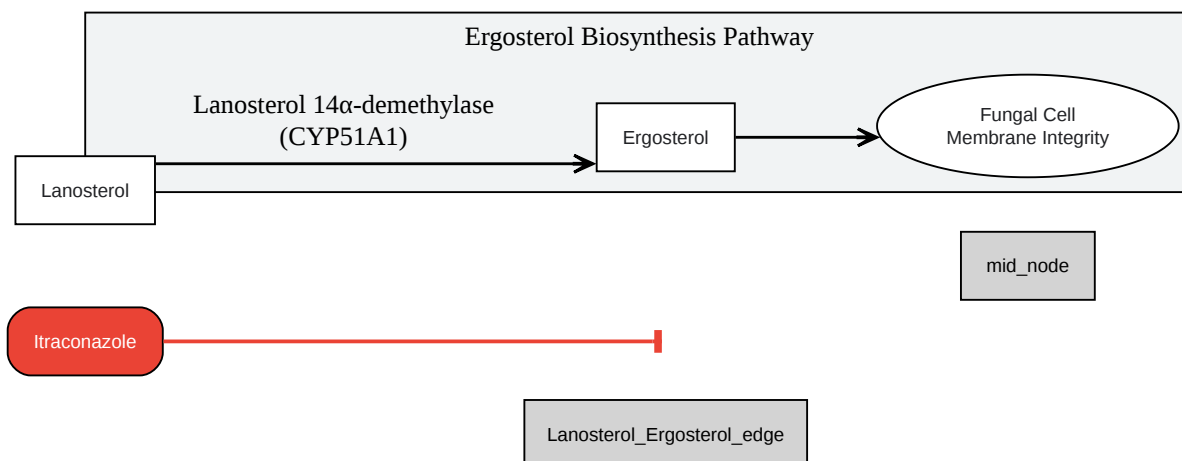 Ergosterol Biosynthesis Pathway
Lanosterol 14α-demethylase
(CYP51A1)
Lanosterol
Ergosterol
Fungal Cell
Membrane Integrity
mid_node
Itraconazole
Lanosterol_Ergosterol_edge